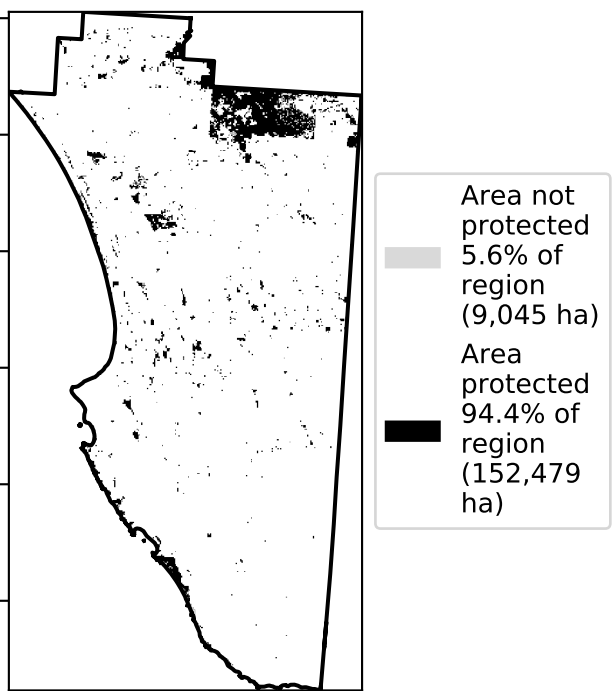 Area not
protected
5.6% of
region
(9,045 ha)
Area
protected
94.4% of
region
(152,479
ha)